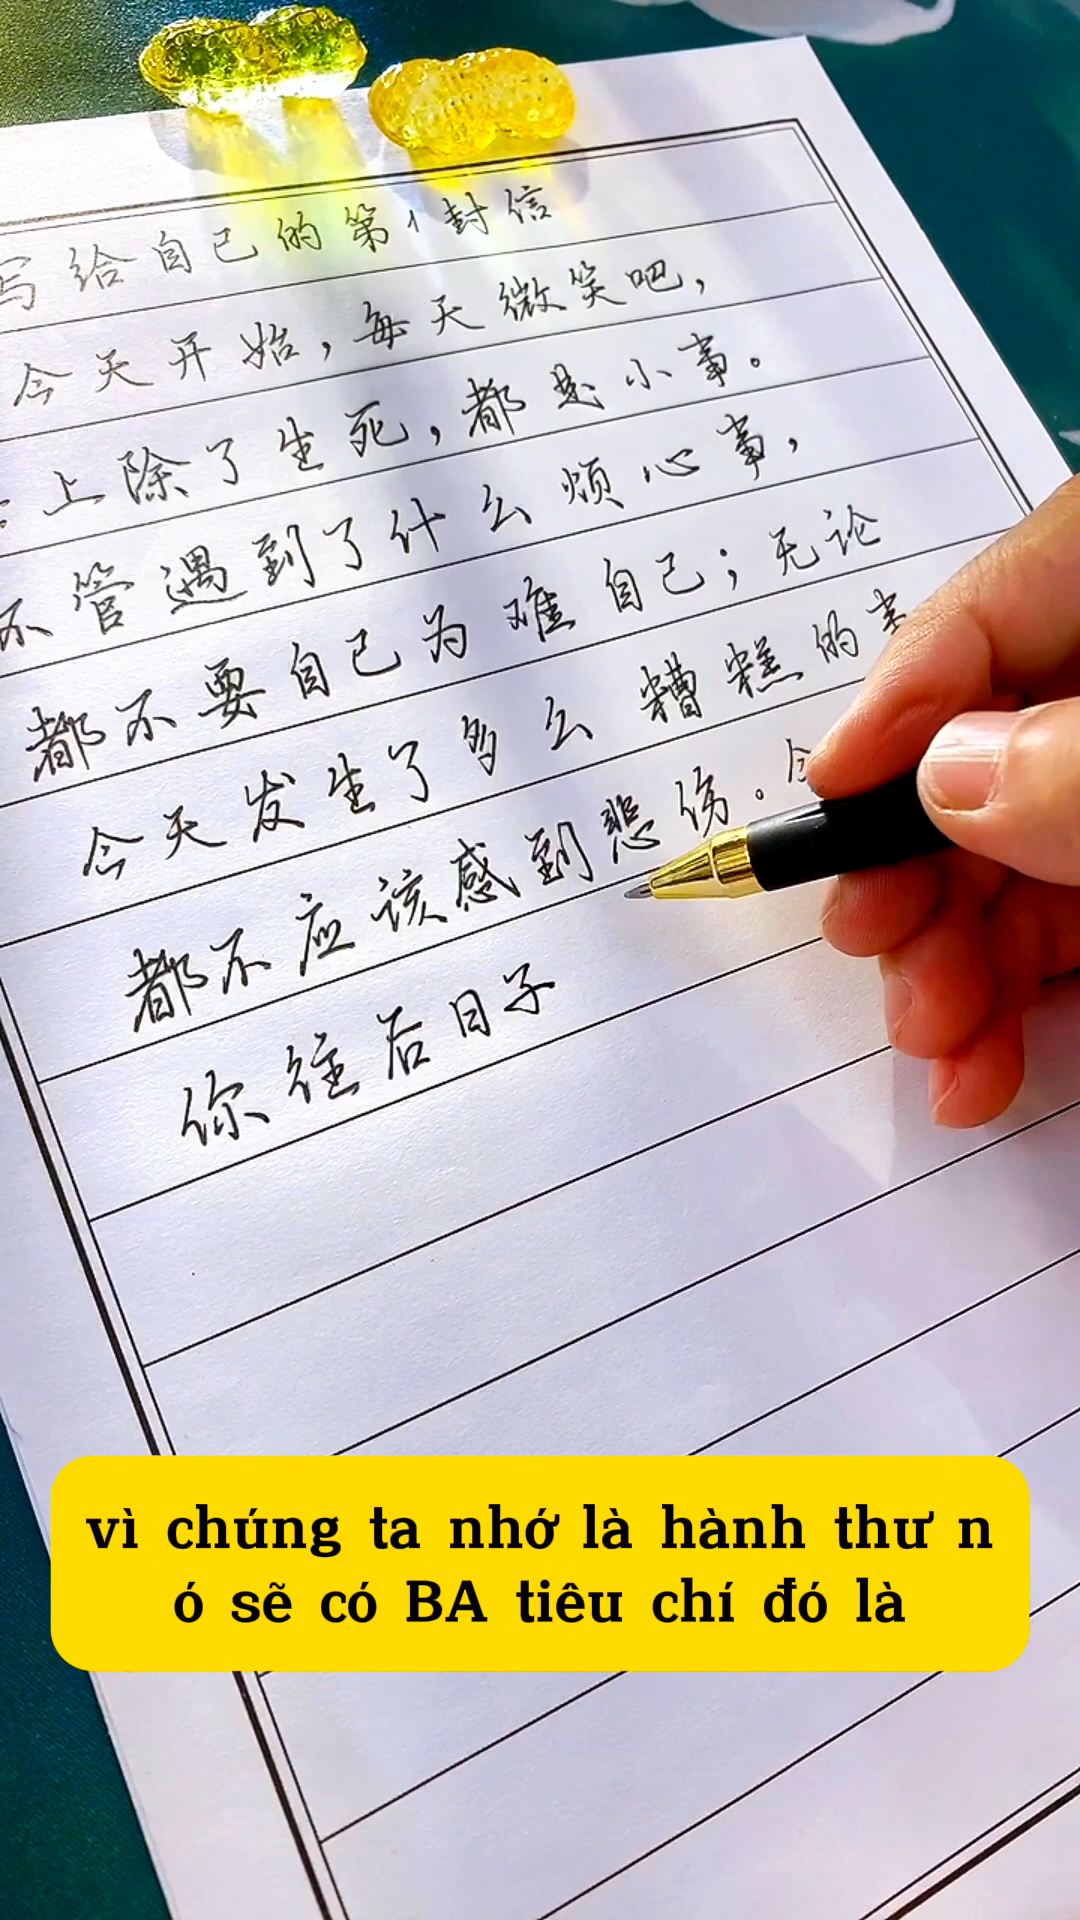 写给自己的第1封信
今天开始，每天微笑吧，
上除了生死，都是小事。
不管遇到了什么烦心事，
都不要自己为难自己；无论
今天发生了多么糟糕的事
都不应该感到悲伤。今
你往后日子
vì chúng ta nhớ là hành thư n
ó sẽ có BA tiêu chí đó là